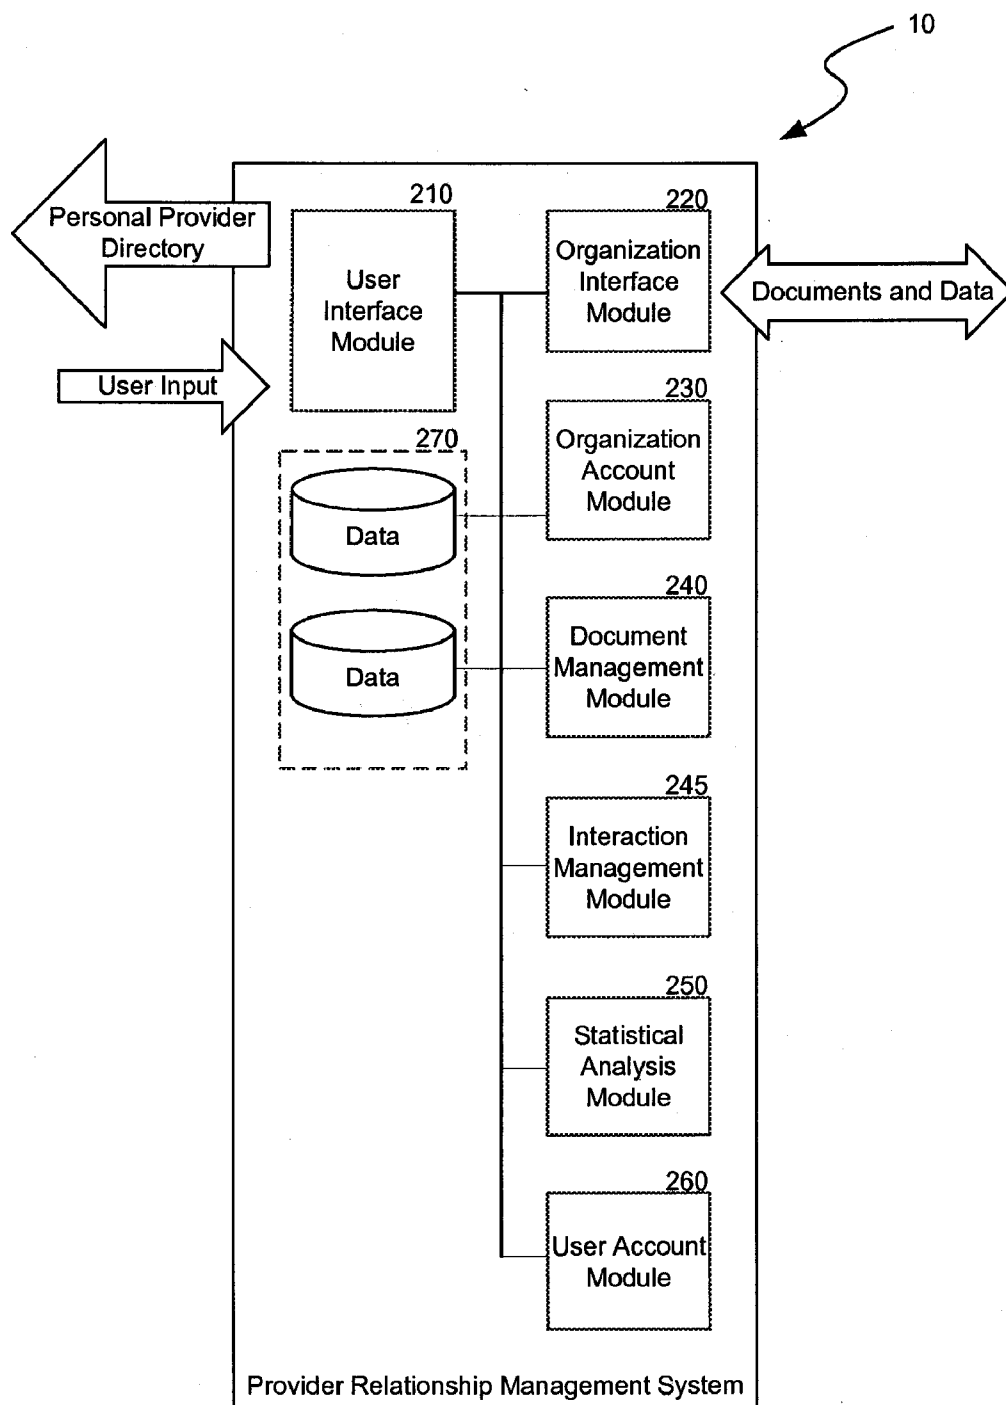 10
Personal Provider
Directory
User Input
210
User
Interface
Module
220
Organization
Interface
Module
Documents and Data
230
Organization
Account
Module
270
Data
Data
240
Document
Management
Module
245
Interaction
Management
Module
250
Statistical
Analysis
Module
260
User Account
Module
Provider Relationship Management System